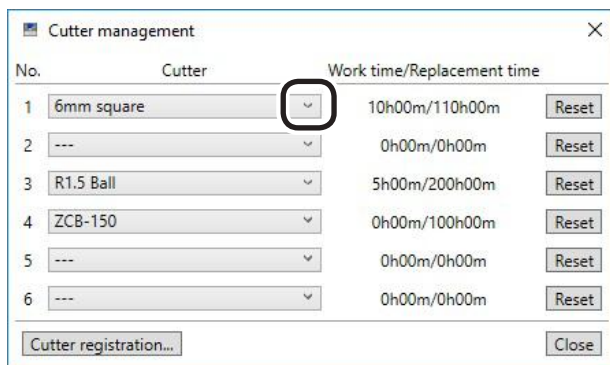 Cutter management
No. Cutter Work time/Replacement time
1 6mm square 10h00m/110h00m Reset
2 --- 0h00m/0h00m Reset
3 R1.5 Ball 5h00m/200h00m Reset
4 ZCB-150 0h00m/100h00m Reset
5 --- 0h00m/0h00m Reset
6 --- 0h00m/0h00m Reset
Cutter registration... Close